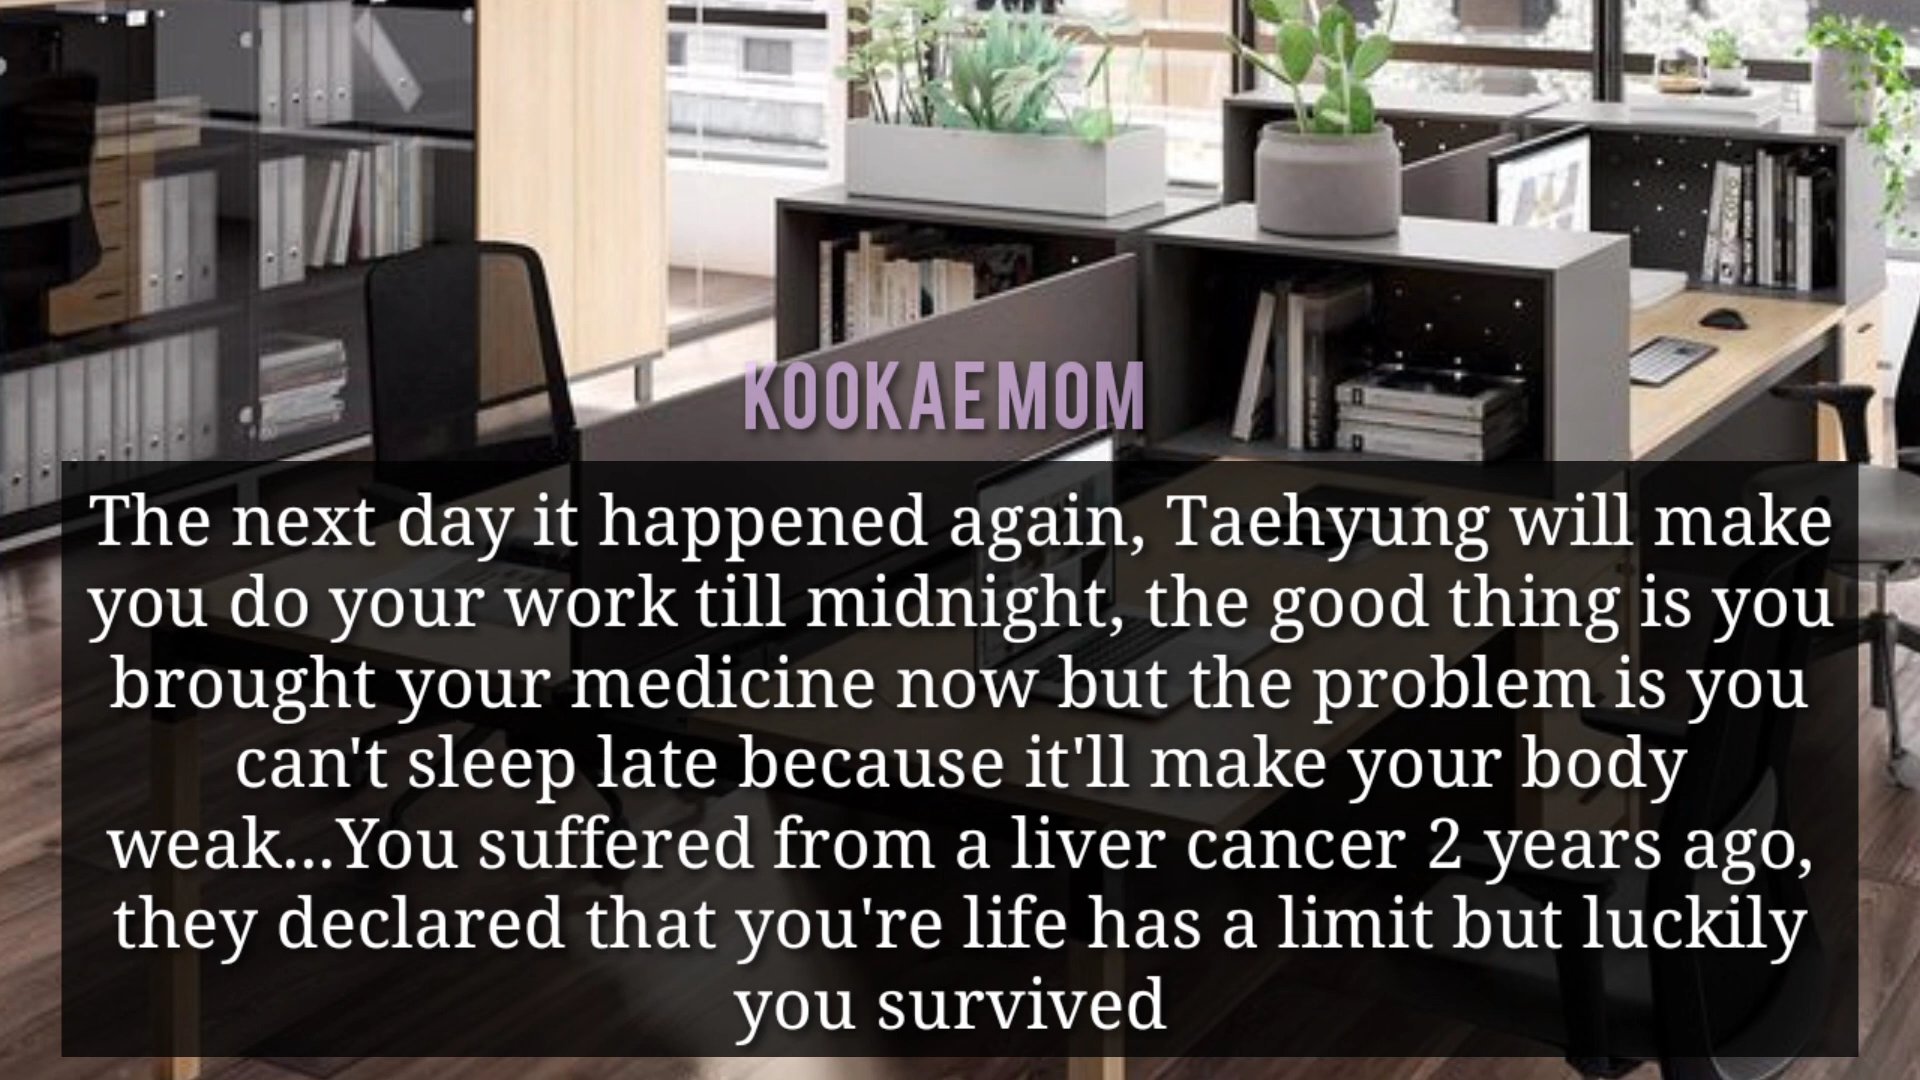 KOOKAE MOM
The next day it happened again, Taehyung will make
you do your work till midnight, the good thing is you
brought your medicine now but the problem is you
can't sleep late because it'll make your body
weak...You suffered from a liver cancer 2 years ago,
they declared that you're life has a limit but luckily
you survived